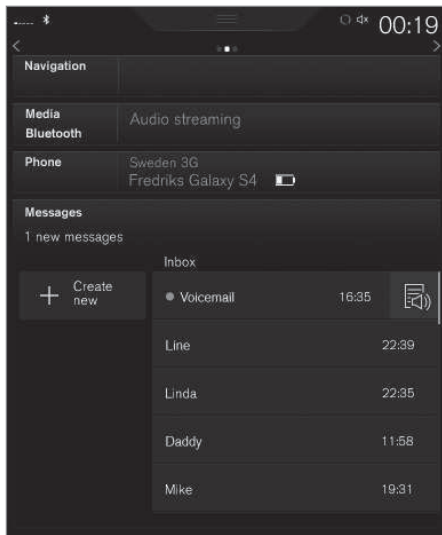 00:19
Navigation
Media
Bluetooth
Audio streaming
Phone
Sweden 3G
Fredriks Galaxy S4
Messages
1 new messages
Inbox
Create
new
Voicemail 16:35
Line 22:39
Linda 22:35
Daddy 11:58
Mike 19:31